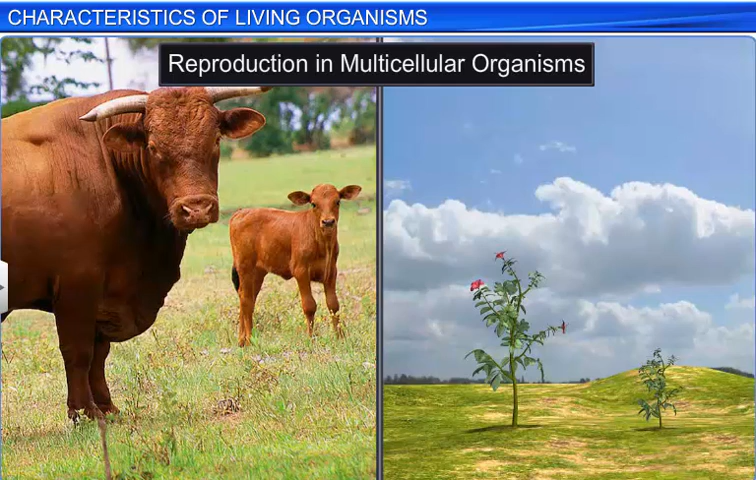 CHARACTERISTICS OF LIVING ORGANISMS
Reproduction in Multicellular Organisms